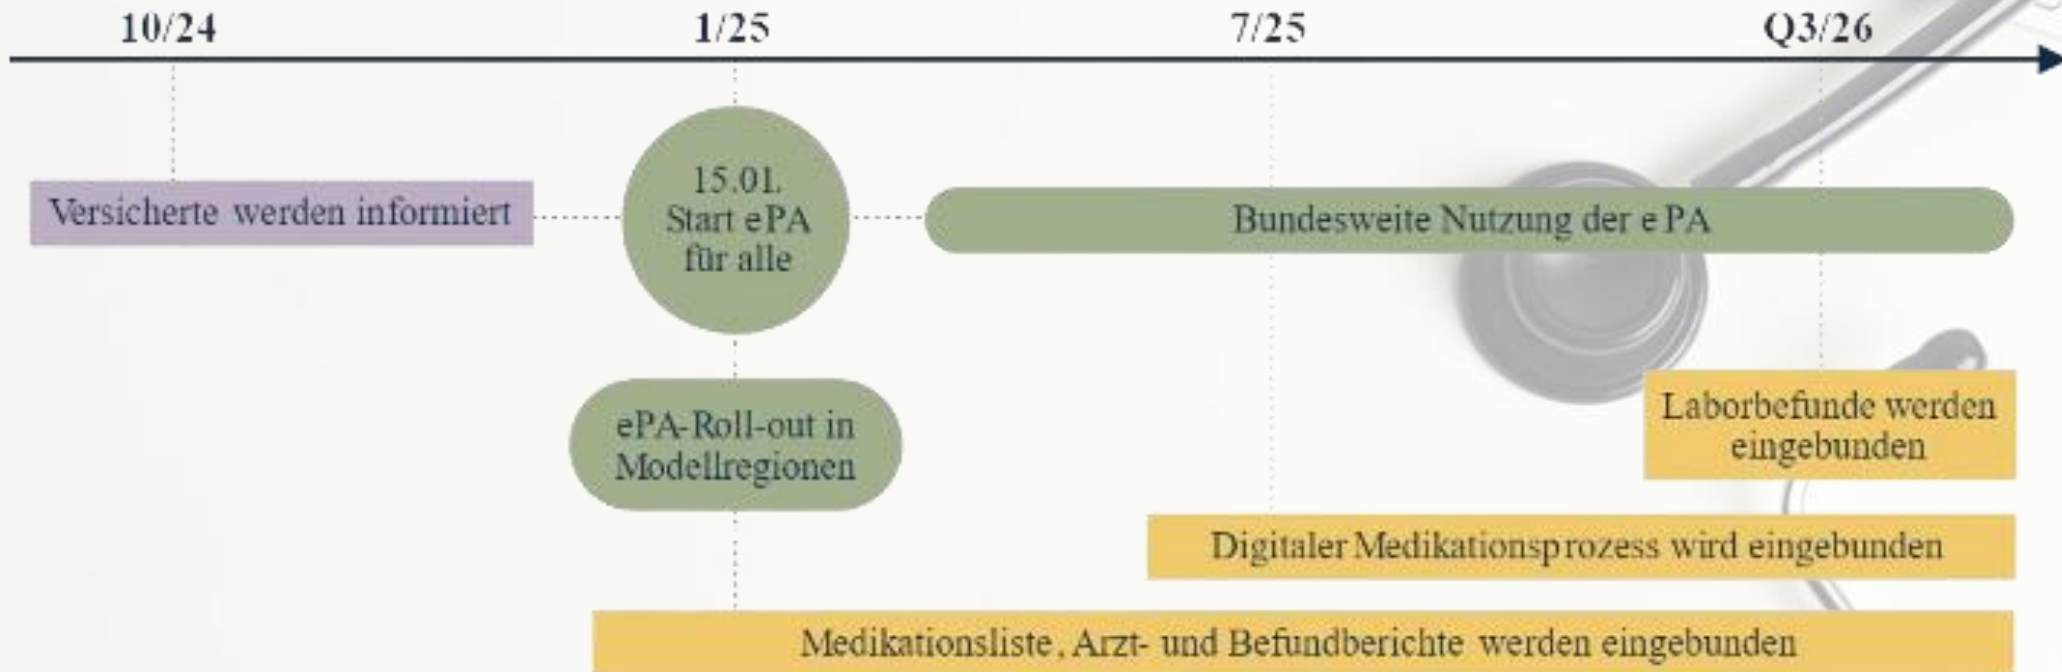 10/24 1/25 7/25 Q3/26
Versicherte werden informiert
15.01.
Start ePA
für alle
Bundesweite Nutzung der ePA
ePA-Roll-out in
Modellregionen
Laborbefunde werden
eingebunden
Digitaler Medikationsprozess wird eingebunden
Medikationsliste, Arzt- und Befundberichte werden eingebunden